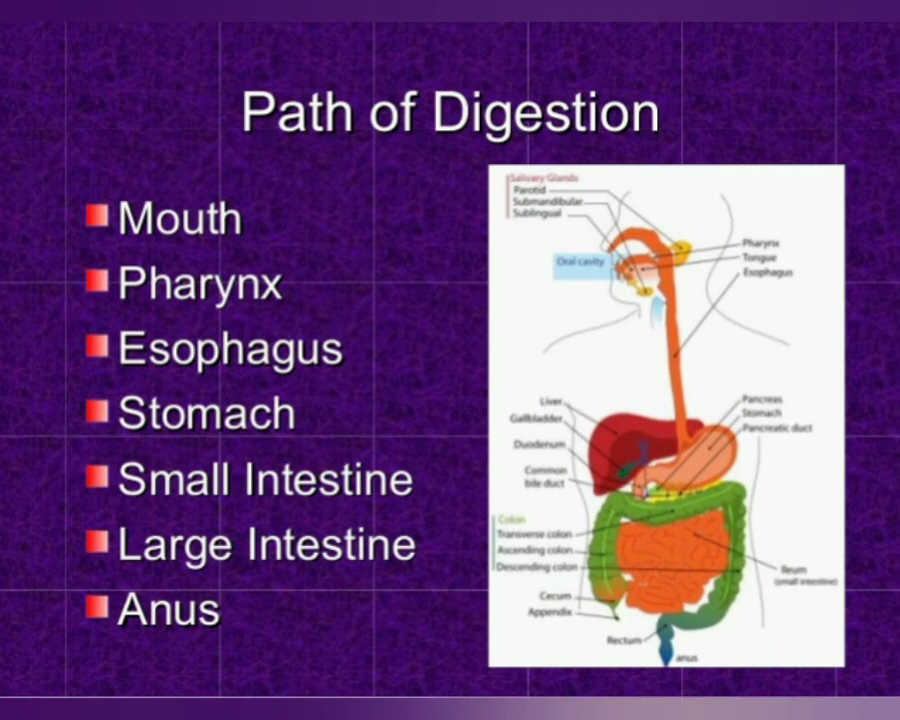 Path of Digestion
Mouth
Pharynx
Esophagus
Stomach
Small Intestine
Large Intestine
Anus
Salivary Glands
Parotid
Submandibular
Sublingual
Oral cavity
Pharynx
Tongue
Esophagus
Liver
Gallbladder
Duodenum
Common
bile duct
Pancreas
Stomach
Pancreatic duct
Colon
Transverse colon
Ascending colon
Descending colon
Cecum
Appendix
Ileum
(small intestine)
Rectum
anus